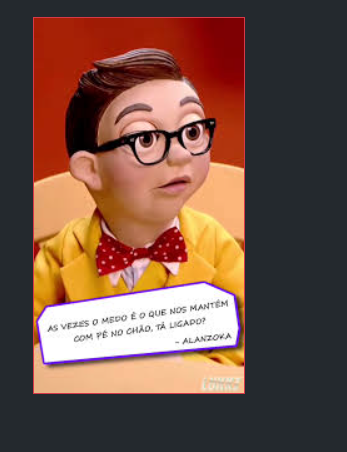 AS VEZES O MEDO É O QUE NOS MANTÉM
COM PÉ NO CHÃO, TÁ LIGADO?
~ ALANZOKA